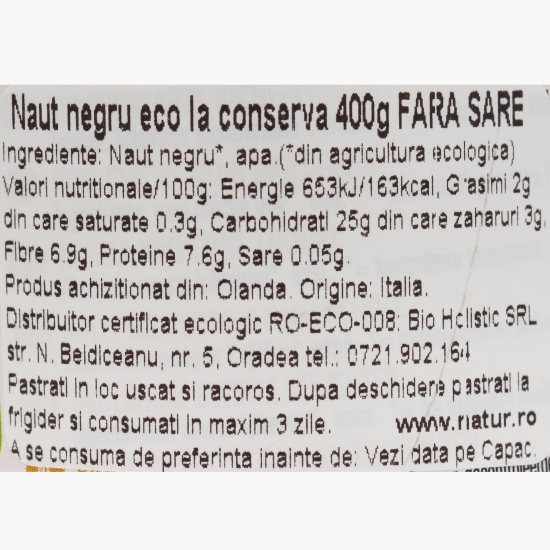 Naut negru eco la conserva 400g FARA SARE
Ingrediente: Naut negru*, apa.(*din agricultura ecologica)
Valori nutritionale/100g: Energie 653kJ/163kcal, Grasimi 2g
din care saturate 0.3g, Carbohidrati 25g din care zaharuri 3g,
Fibre 6.9g, Proteine 7.6g, Sare 0.05g.
Produs achizitionat din: Olanda. Origine: Italia.
Distribuitor certificat ecologic RO-ECO-008: Bio Holistic SRL
str. N. Beldiceanu, nr. 5, Oradea tel.: 0721.902.164
Pastrati in loc uscat si racoros. Dupa deschidere pastrati la
frigider si consumati in maxim 3 zile. www.natur.ro
A se consuma de preferinta inainte de: Vezi data pe Capac.